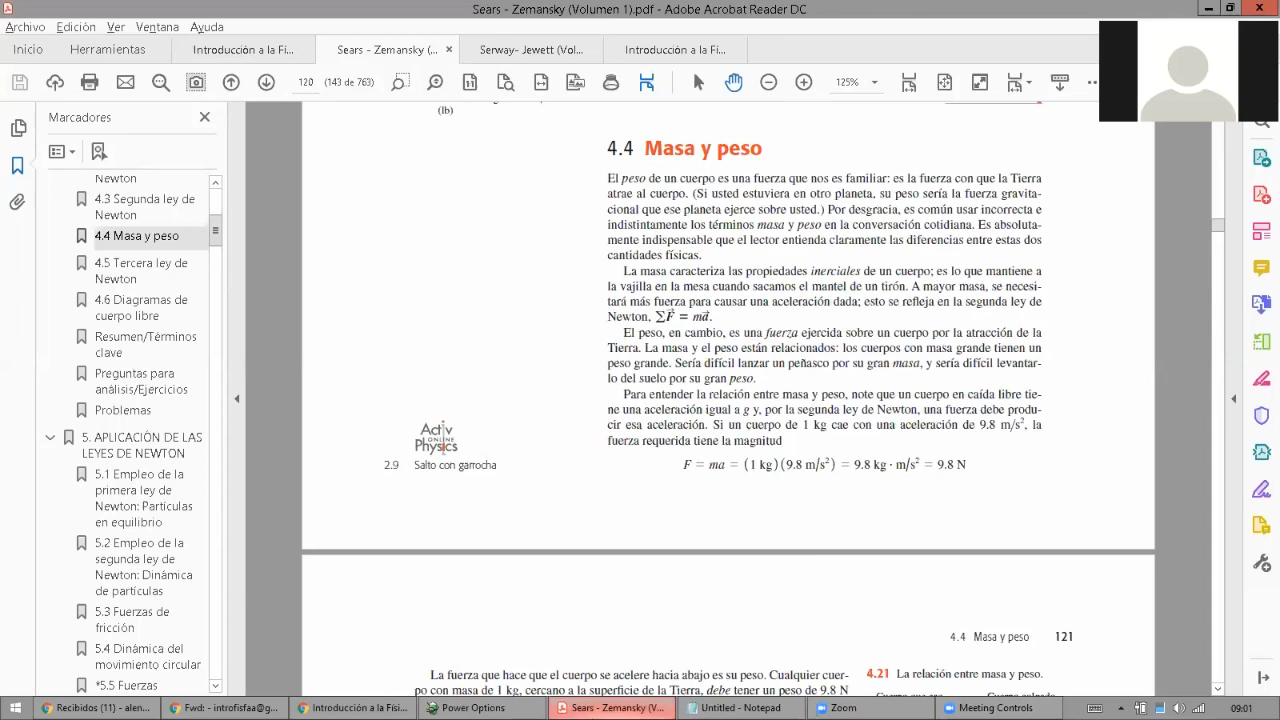 Sears - Zemansky (Volumen 1).pdf - Adobe Acrobat Reader DC
Archivo Edición Ver Ventana Ayuda
Inicio Herramientas Introducción a la Fí... Sears - Zemansky (... × Serway- Jewett (Vol... Introducción a la Fí...
120 (143 de 763) 125%
Marcadores
Newton
4.3 Segunda ley de
Newton
4.4 Masa y peso
4.5 Tercera ley de
Newton
4.6 Diagramas de
cuerpo libre
Resumen/Términos
clave
Preguntas para
análisis/Ejercicios
Problemas
5. APLICACIÓN DE LAS
LEYES DE NEWTON
5.1 Empleo de la
primera ley de
Newton: Partículas
en equilibrio
5.2 Empleo de la
segunda ley de
Newton: Dinámica
de partículas
5.3 Fuerzas de
fricción
5.4 Dinámica del
movimiento circular
*5.5 Fuerzas
(lb)
4.4 Masa y peso
El peso de un cuerpo es una fuerza que nos es familiar: es la fuerza con que la Tierra
atrae al cuerpo. (Si usted estuviera en otro planeta, su peso sería la fuerza gravita-
cional que ese planeta ejerce sobre usted.) Por desgracia, es común usar incorrecta e
indistintamente los términos masa y peso en la conversación cotidiana. Es absoluta-
mente indispensable que el lector entienda claramente las diferencias entre estas dos
cantidades físicas.
La masa caracteriza las propiedades inerciales de un cuerpo; es lo que mantiene a
la vajilla en la mesa cuando sacamos el mantel de un tirón. A mayor masa, se necesi-
tará más fuerza para causar una aceleración dada; esto se refleja en la segunda ley de
Newton, ΣF⃗ = ma⃗.
El peso, en cambio, es una fuerza ejercida sobre un cuerpo por la atracción de la
Tierra. La masa y el peso están relacionados: los cuerpos con masa grande tienen un
peso grande. Sería difícil lanzar un peñasco por su gran masa, y sería difícil levantar-
lo del suelo por su gran peso.
Para entender la relación entre masa y peso, note que un cuerpo en caída libre tie-
ne una aceleración igual a g y, por la segunda ley de Newton, una fuerza debe produ-
cir esa aceleración. Si un cuerpo de 1 kg cae con una aceleración de 9.8 m/s², la
fuerza requerida tiene la magnitud
F = ma = (1 kg)(9.8 m/s²) = 9.8 kg · m/s² = 9.8 N
Activ
ONLINE
Physics
2.9 Salto con garrocha
4.4 Masa y peso 121
La fuerza que hace que el cuerpo se acelere hacia abajo es su peso. Cualquier cuer-
po con masa de 1 kg, cercano a la superficie de la Tierra, debe tener un peso de 9.8 N
4.21 La relación entre masa y peso.
Recibidos (11) - dien... Fwd: - cntisfaa@g... Introducción a la Físi... Power Options Sears - Zemansky (V... Untitled - Notepad Zoom Meeting Controls 09:01